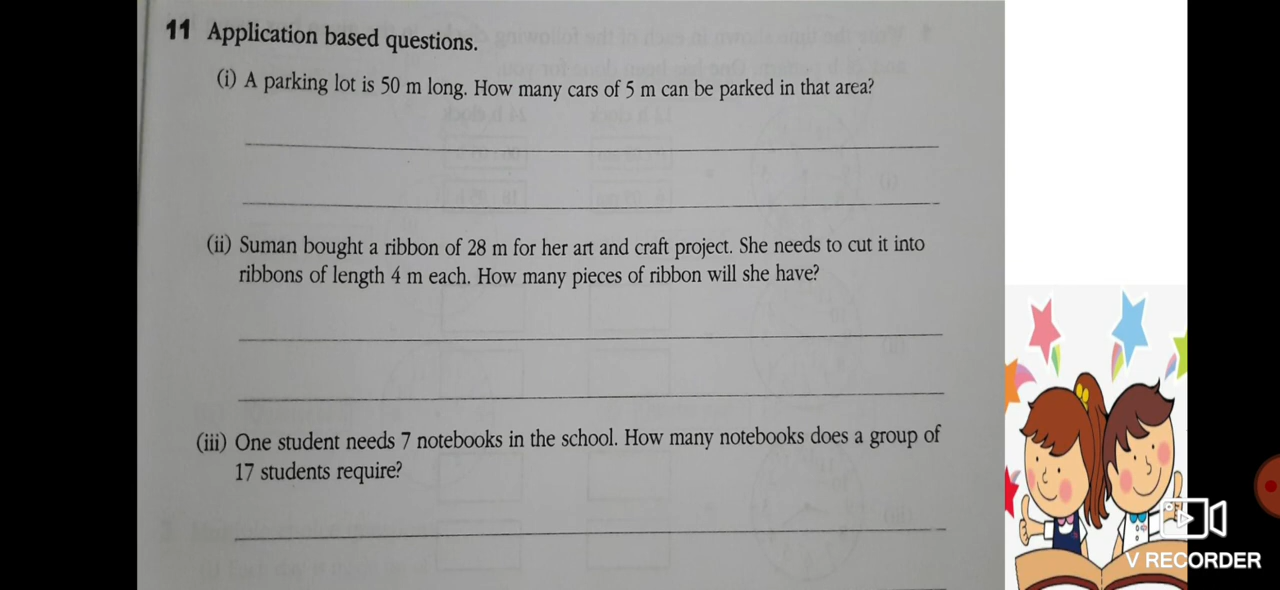 11 Application based questions.
(i) A parking lot is 50 m long. How many cars of 5 m can be parked in that area?
(ii) Suman bought a ribbon of 28 m for her art and craft project. She needs to cut it into
ribbons of length 4 m each. How many pieces of ribbon will she have?
(iii) One student needs 7 notebooks in the school. How many notebooks does a group of
17 students require?
V RECORDER